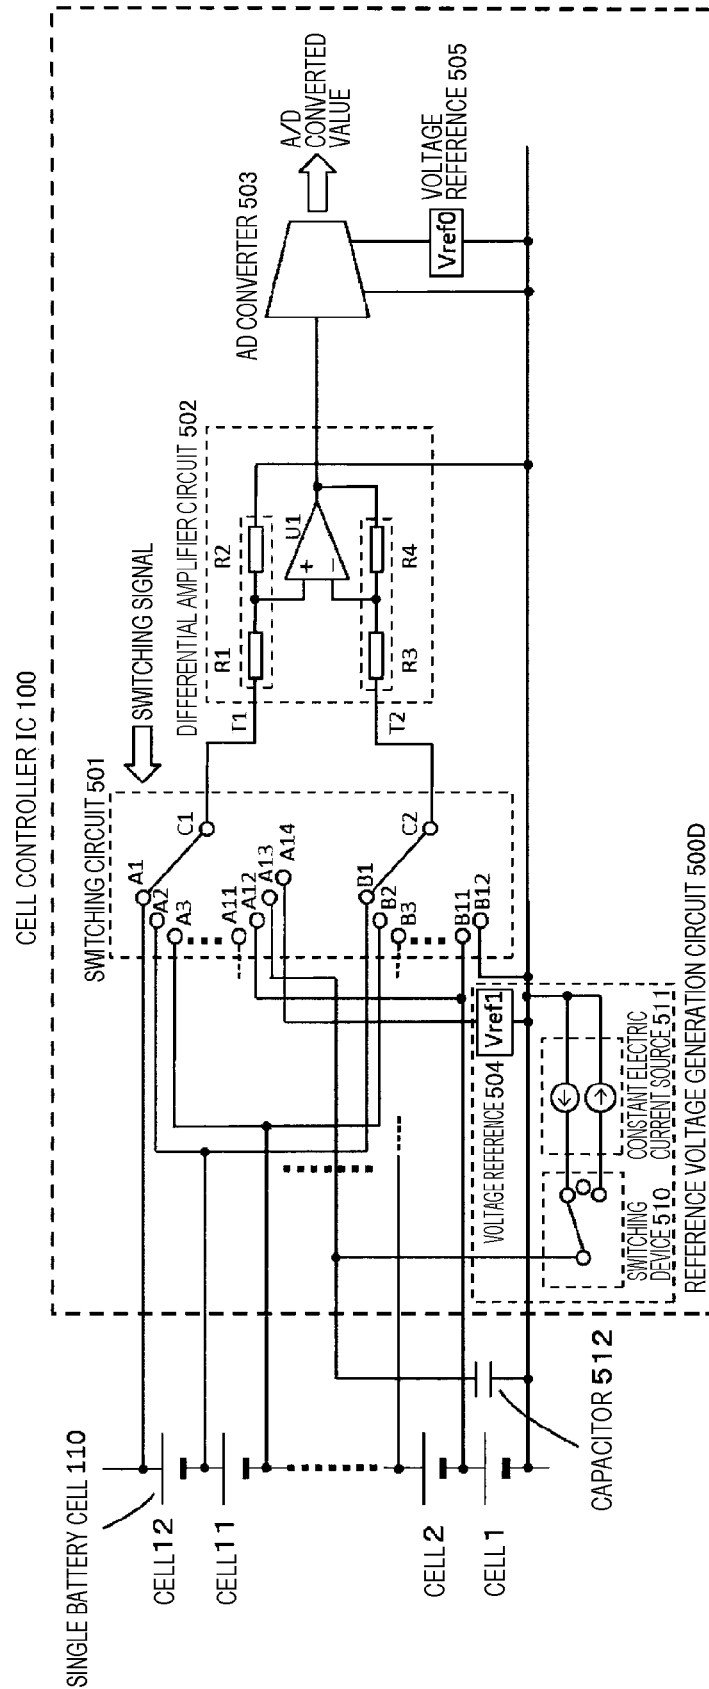 CELL CONTROLLER IC 100
SINGLE BATTERY CELL 110
CELL12
CELL11
CELL2
CELL1
CAPACITOR 512
SWITCHING CIRCUIT 501
SWITCHING SIGNAL
A1
A2
A3
A11
A12
A13
A14
B1
B2
B3
B11
B12
C1
C2
T1
T2
DIFFERENTIAL AMPLIFIER CIRCUIT 502
R1
R2
R3
R4
U1
+
−
AD CONVERTER 503
A/D
CONVERTED
VALUE
VOLTAGE
REFERENCE 505
Vref0
VOLTAGE REFERENCE 504
Vref1
SWITCHING
DEVICE 510
CONSTANT ELECTRIC
CURRENT SOURCE 511
REFERENCE VOLTAGE GENERATION CIRCUIT 500D